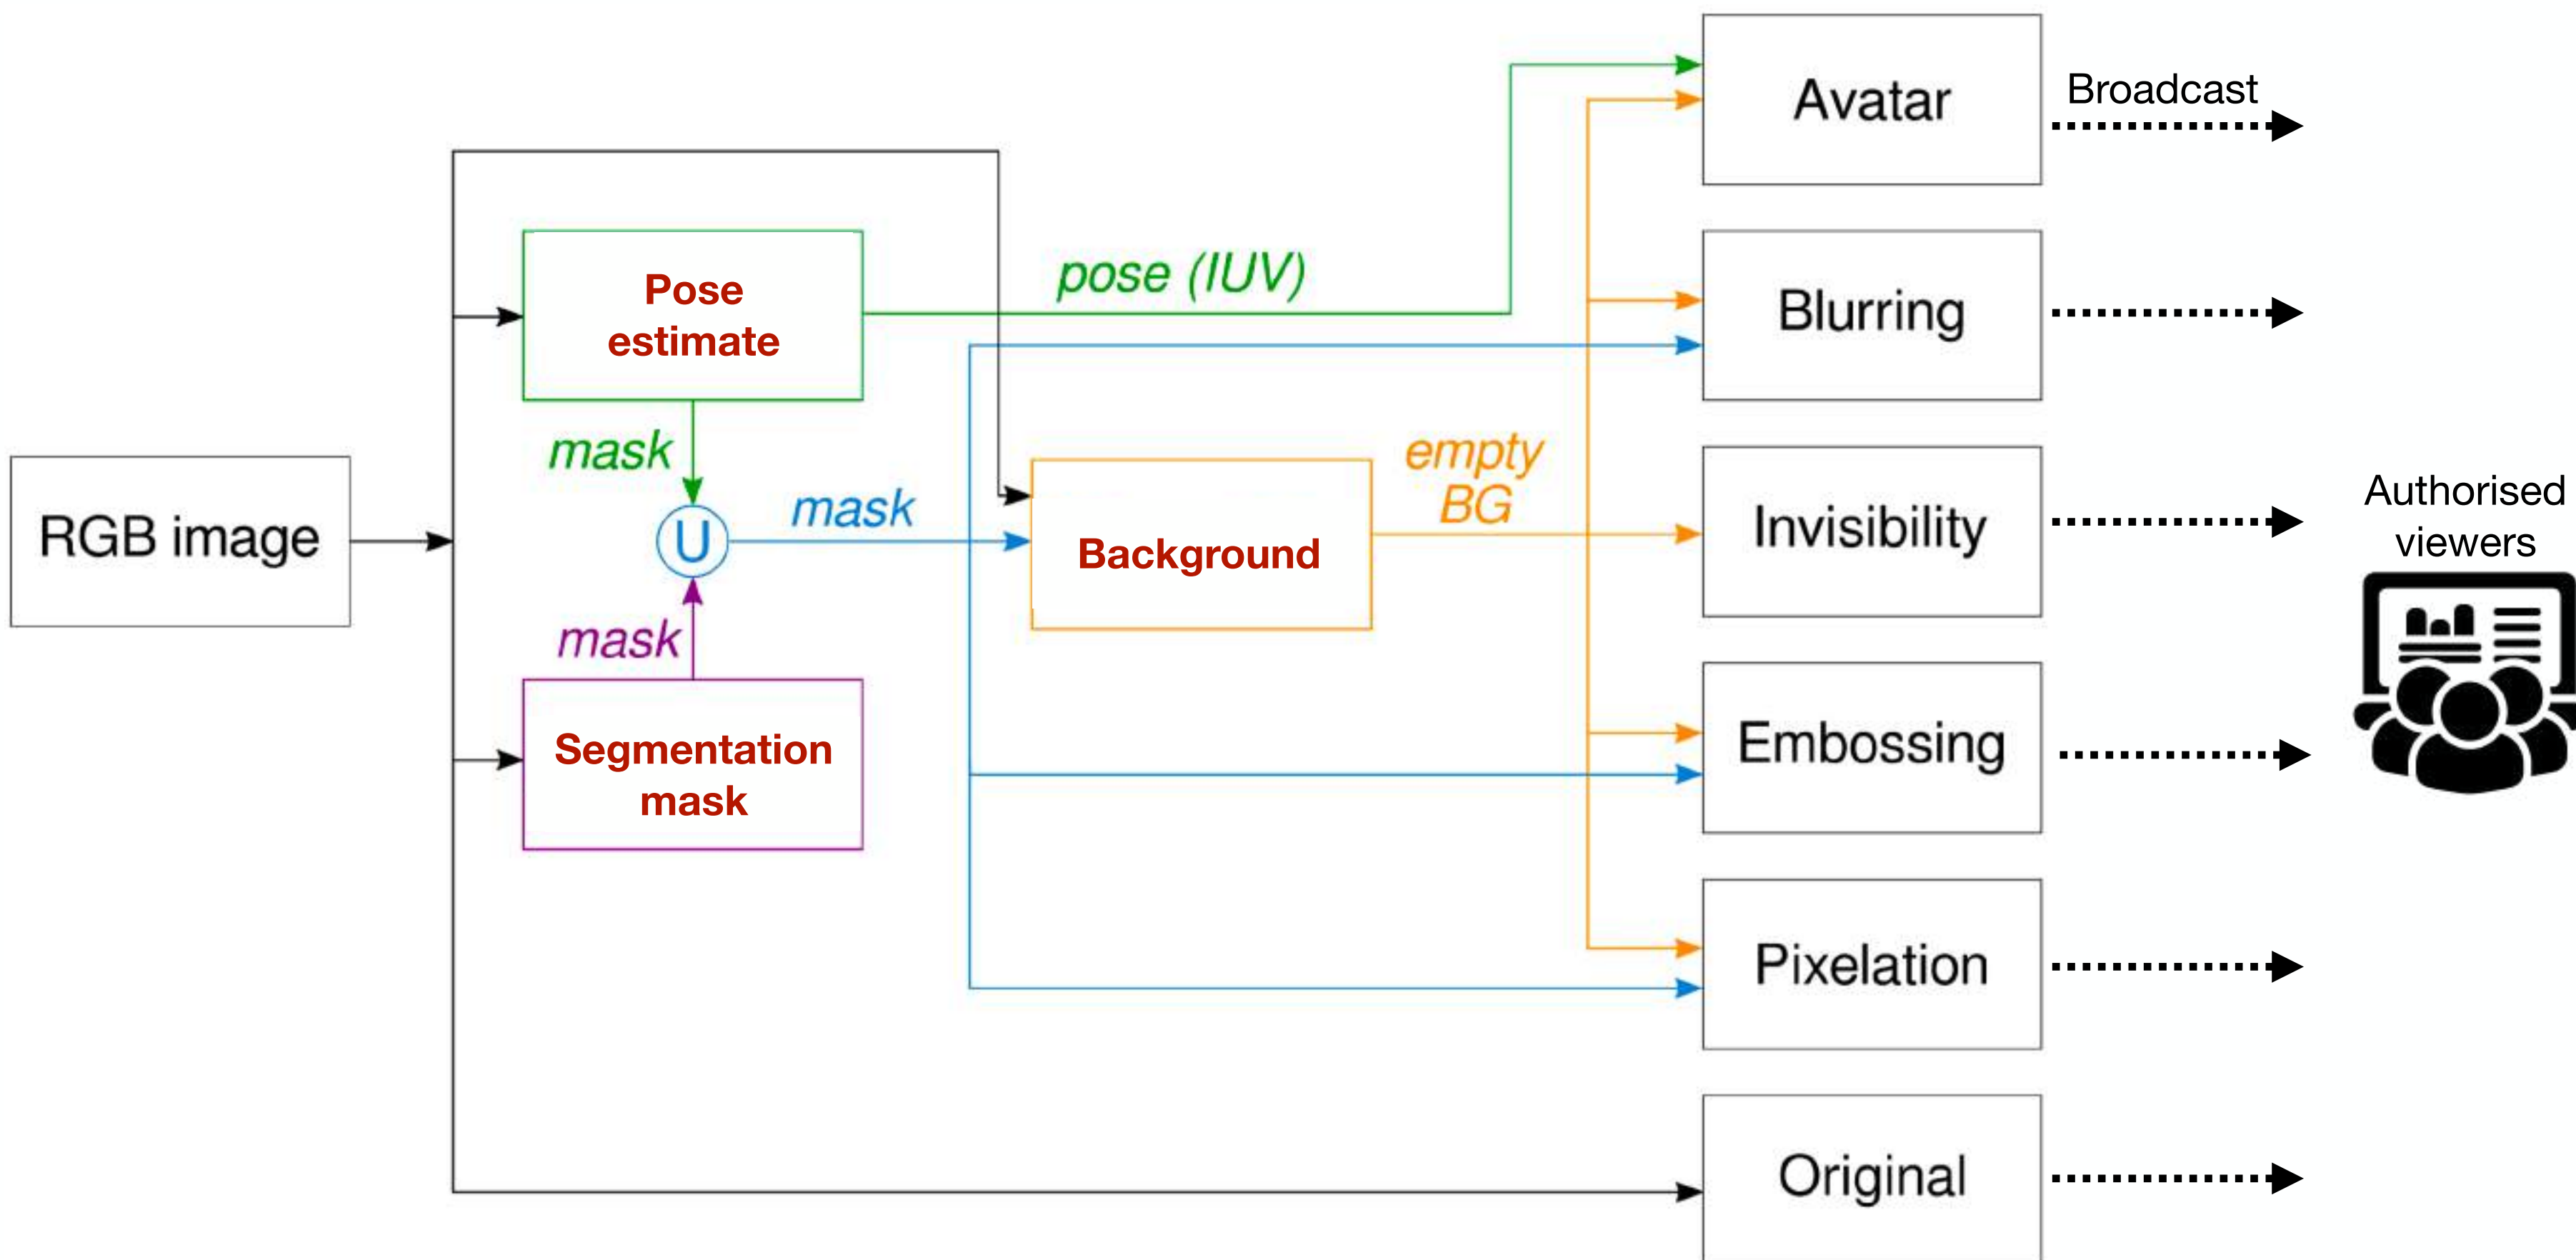 Avatar
Broadcast
Pose
estimate
pose (IUV)
Blurring
mask
RGB image
U
mask
Background
empty
BG
Invisibility
Authorised
viewers
mask
Segmentation
mask
Embossing
Pixelation
Original